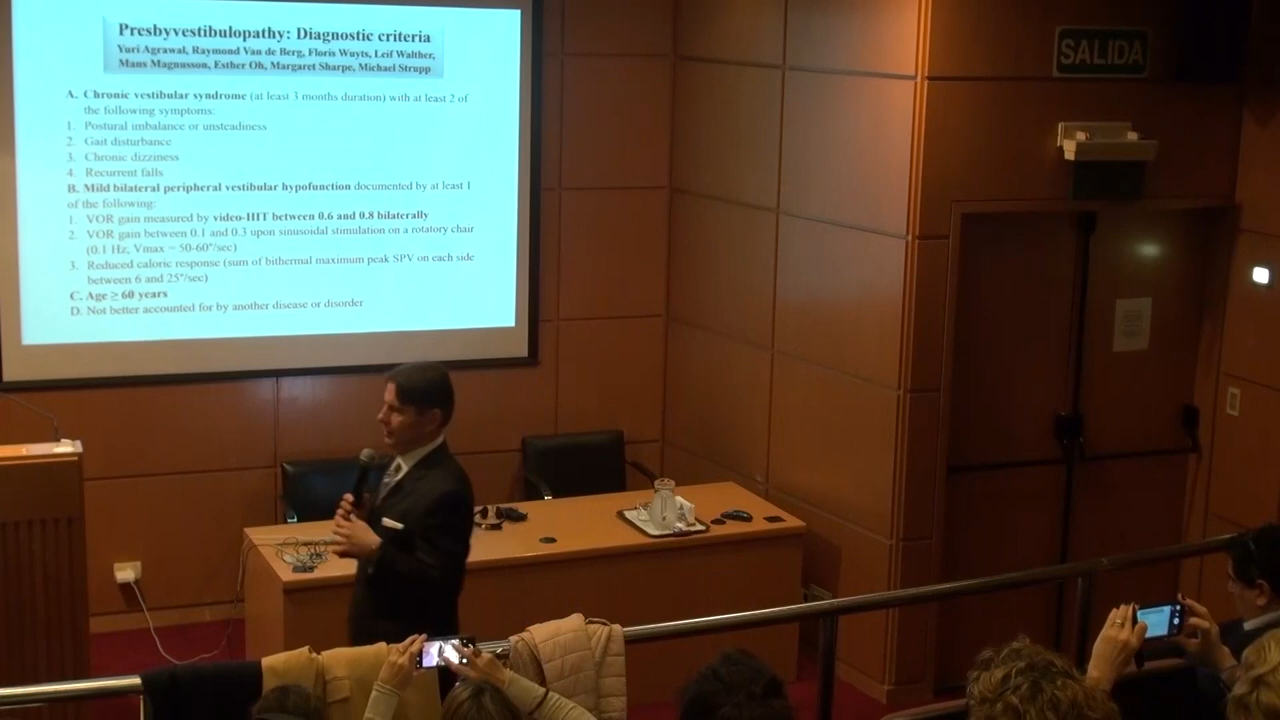 Presbyvestibulopathy: Diagnostic criteria
Yuri Agrawal, Raymond Van de Berg, Floris Wuyts, Leif Walther,
Mans Magnusson, Esther Oh, Margaret Sharpe, Michael Strupp
A. Chronic vestibular syndrome (at least 3 months duration) with at least 2 of
the following symptoms:
1. Postural imbalance or unsteadiness
2. Gait disturbance
3. Chronic dizziness
4. Recurrent falls
B. Mild bilateral peripheral vestibular hypofunction documented by at least 1
of the following:
1. VOR gain measured by video-HIT between 0.6 and 0.8 bilaterally
2. VOR gain between 0.1 and 0.3 upon sinusoidal stimulation on a rotatory chair
(0.1 Hz, Vmax = 50-60°/sec)
3. Reduced caloric response (sum of bithermal maximum peak SPV on each side
between 6 and 25°/sec)
C. Age ≥ 60 years
D. Not better accounted for by another disease or disorder
SALIDA